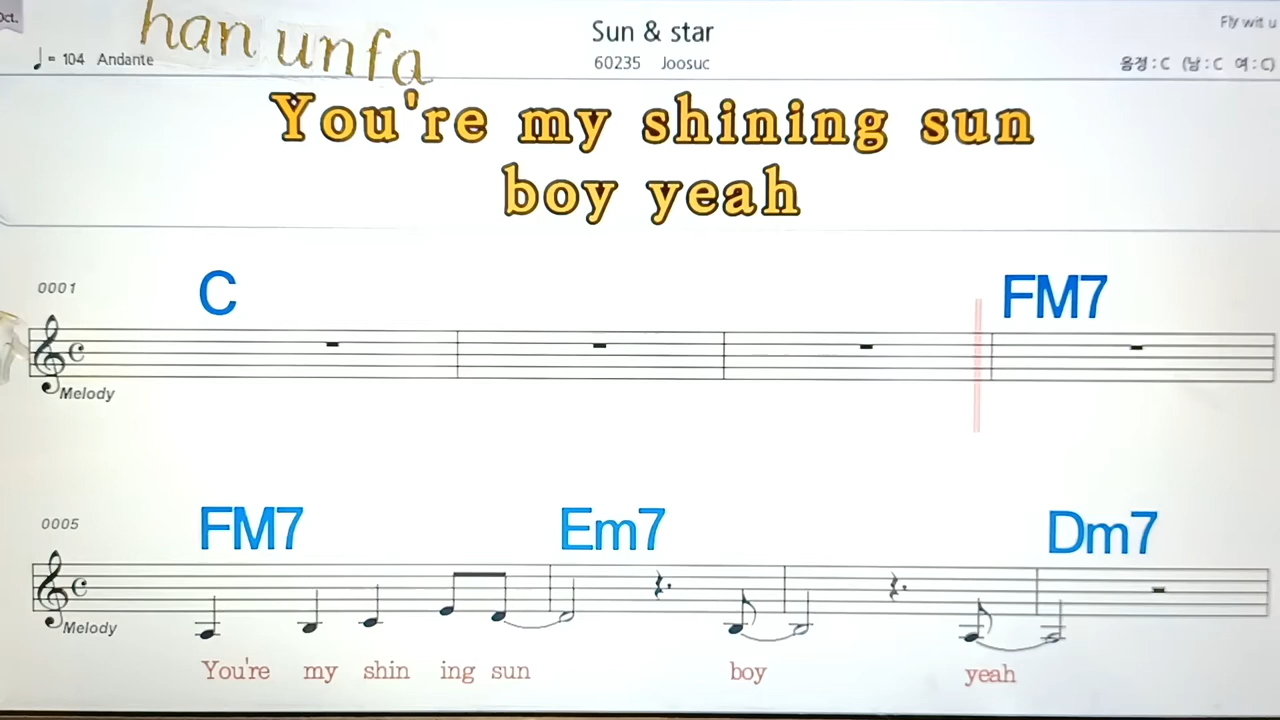 Oct.
han unfa
Sun & star
Fly wit u
= 104 Andante
60235 Joosuc
음정 : C (남 : C 여 : C)
You're my shining sun
boy yeah
0001
C
FM7
Melody
0005
FM7
Em7
Dm7
Melody
You're my shin ing sun boy yeah